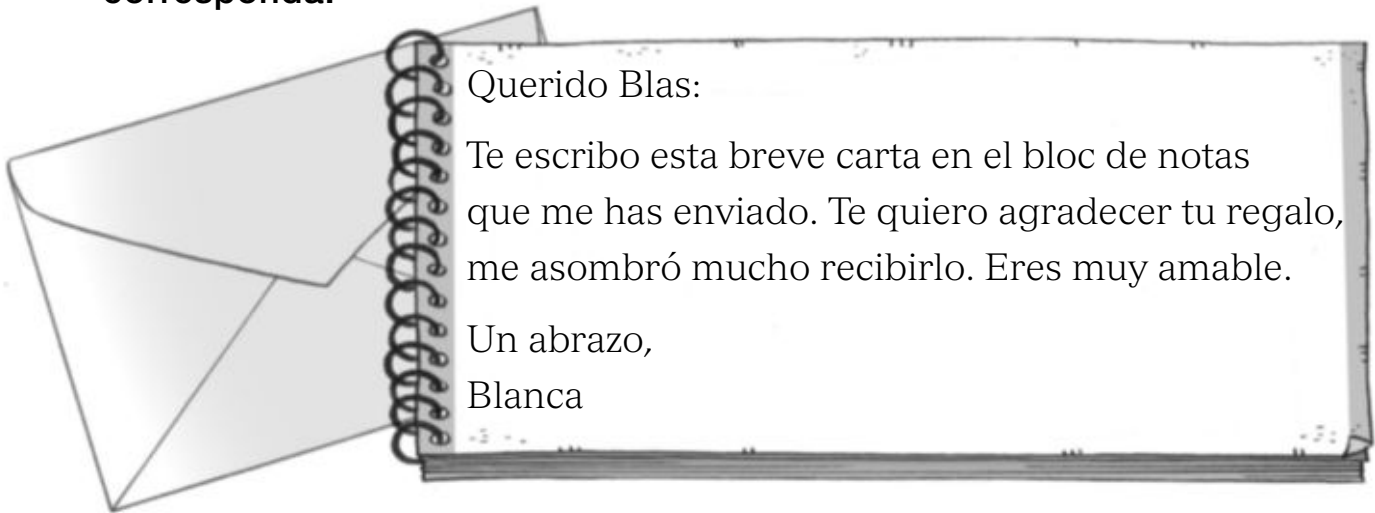 corresponda.
Querido Blas:
Te escribo esta breve carta en el bloc de notas
que me has enviado. Te quiero agradecer tu regalo,
me asombró mucho recibirlo. Eres muy amable.
Un abrazo,
Blanca